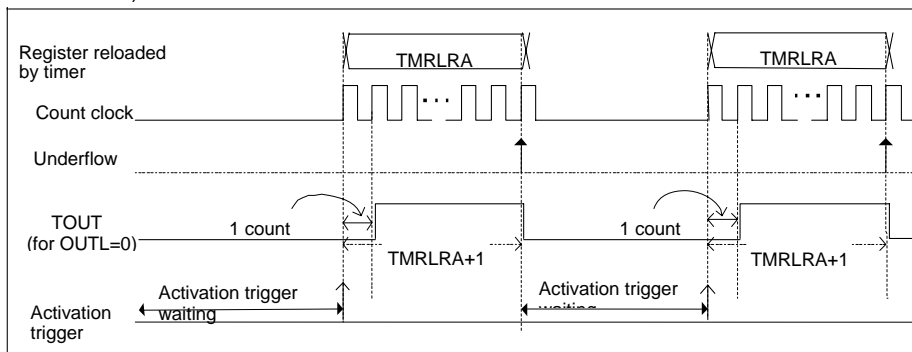 Register reloaded
by timer
TMRLRA
TMRLRA
Count clock
Underflow
TOUT
(for OUTL=0)
1 count
1 count
TMRLRA+1
TMRLRA+1
Activation trigger
waiting
Activation trigger
waiting
Activation
trigger